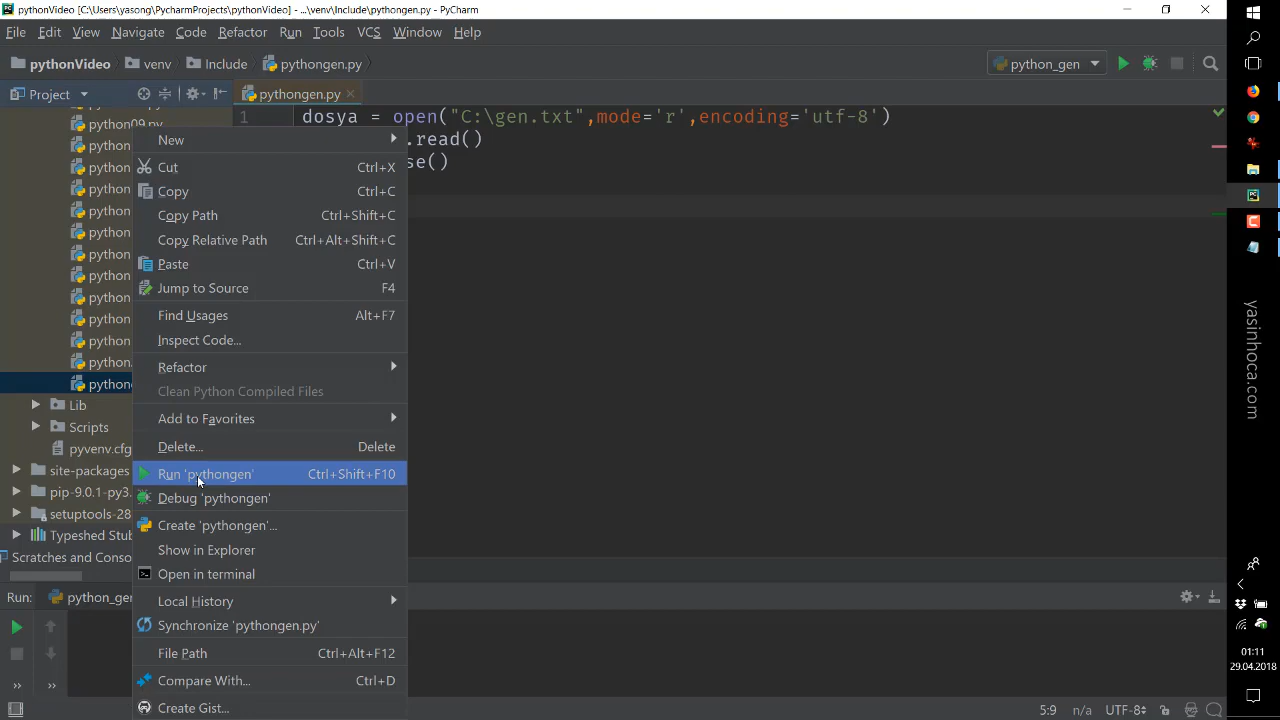 pythonVideo [C:\Users\yasong\PycharmProjects\pythonVideo] - ...\venv\Include\pythongen.py - PyCharm
File Edit View Navigate Code Refactor Run Tools VCS Window Help
pythonVideo venv Include pythongen.py python_gen
Project pythongen.py
1 dosya = open("C:\gen.txt",mode='r',encoding='utf-8')
.read()
se()
python09.py
python
python
python
python
python
python
python
python
python
python
python
New
Cut Ctrl+X
Copy Ctrl+C
Copy Path Ctrl+Shift+C
Copy Relative Path Ctrl+Alt+Shift+C
Paste Ctrl+V
Jump to Source F4
Find Usages Alt+F7
Inspect Code...
Refactor
Clean Python Compiled Files
Add to Favorites
Delete... Delete
Run 'pythongen' Ctrl+Shift+F10
Debug 'pythongen'
Create 'pythongen'...
Show in Explorer
Open in terminal
Local History
Synchronize 'pythongen.py'
File Path Ctrl+Alt+F12
Compare With... Ctrl+D
Create Gist...
Lib
Scripts
pyvenv.cfg
site-packages
pip-9.0.1-py3.
setuptools-28
Typeshed Stub
Scratches and Conso
Run: python_gen
5:9 n/a UTF-8
yasinhoca.com
01:11
29.04.2018